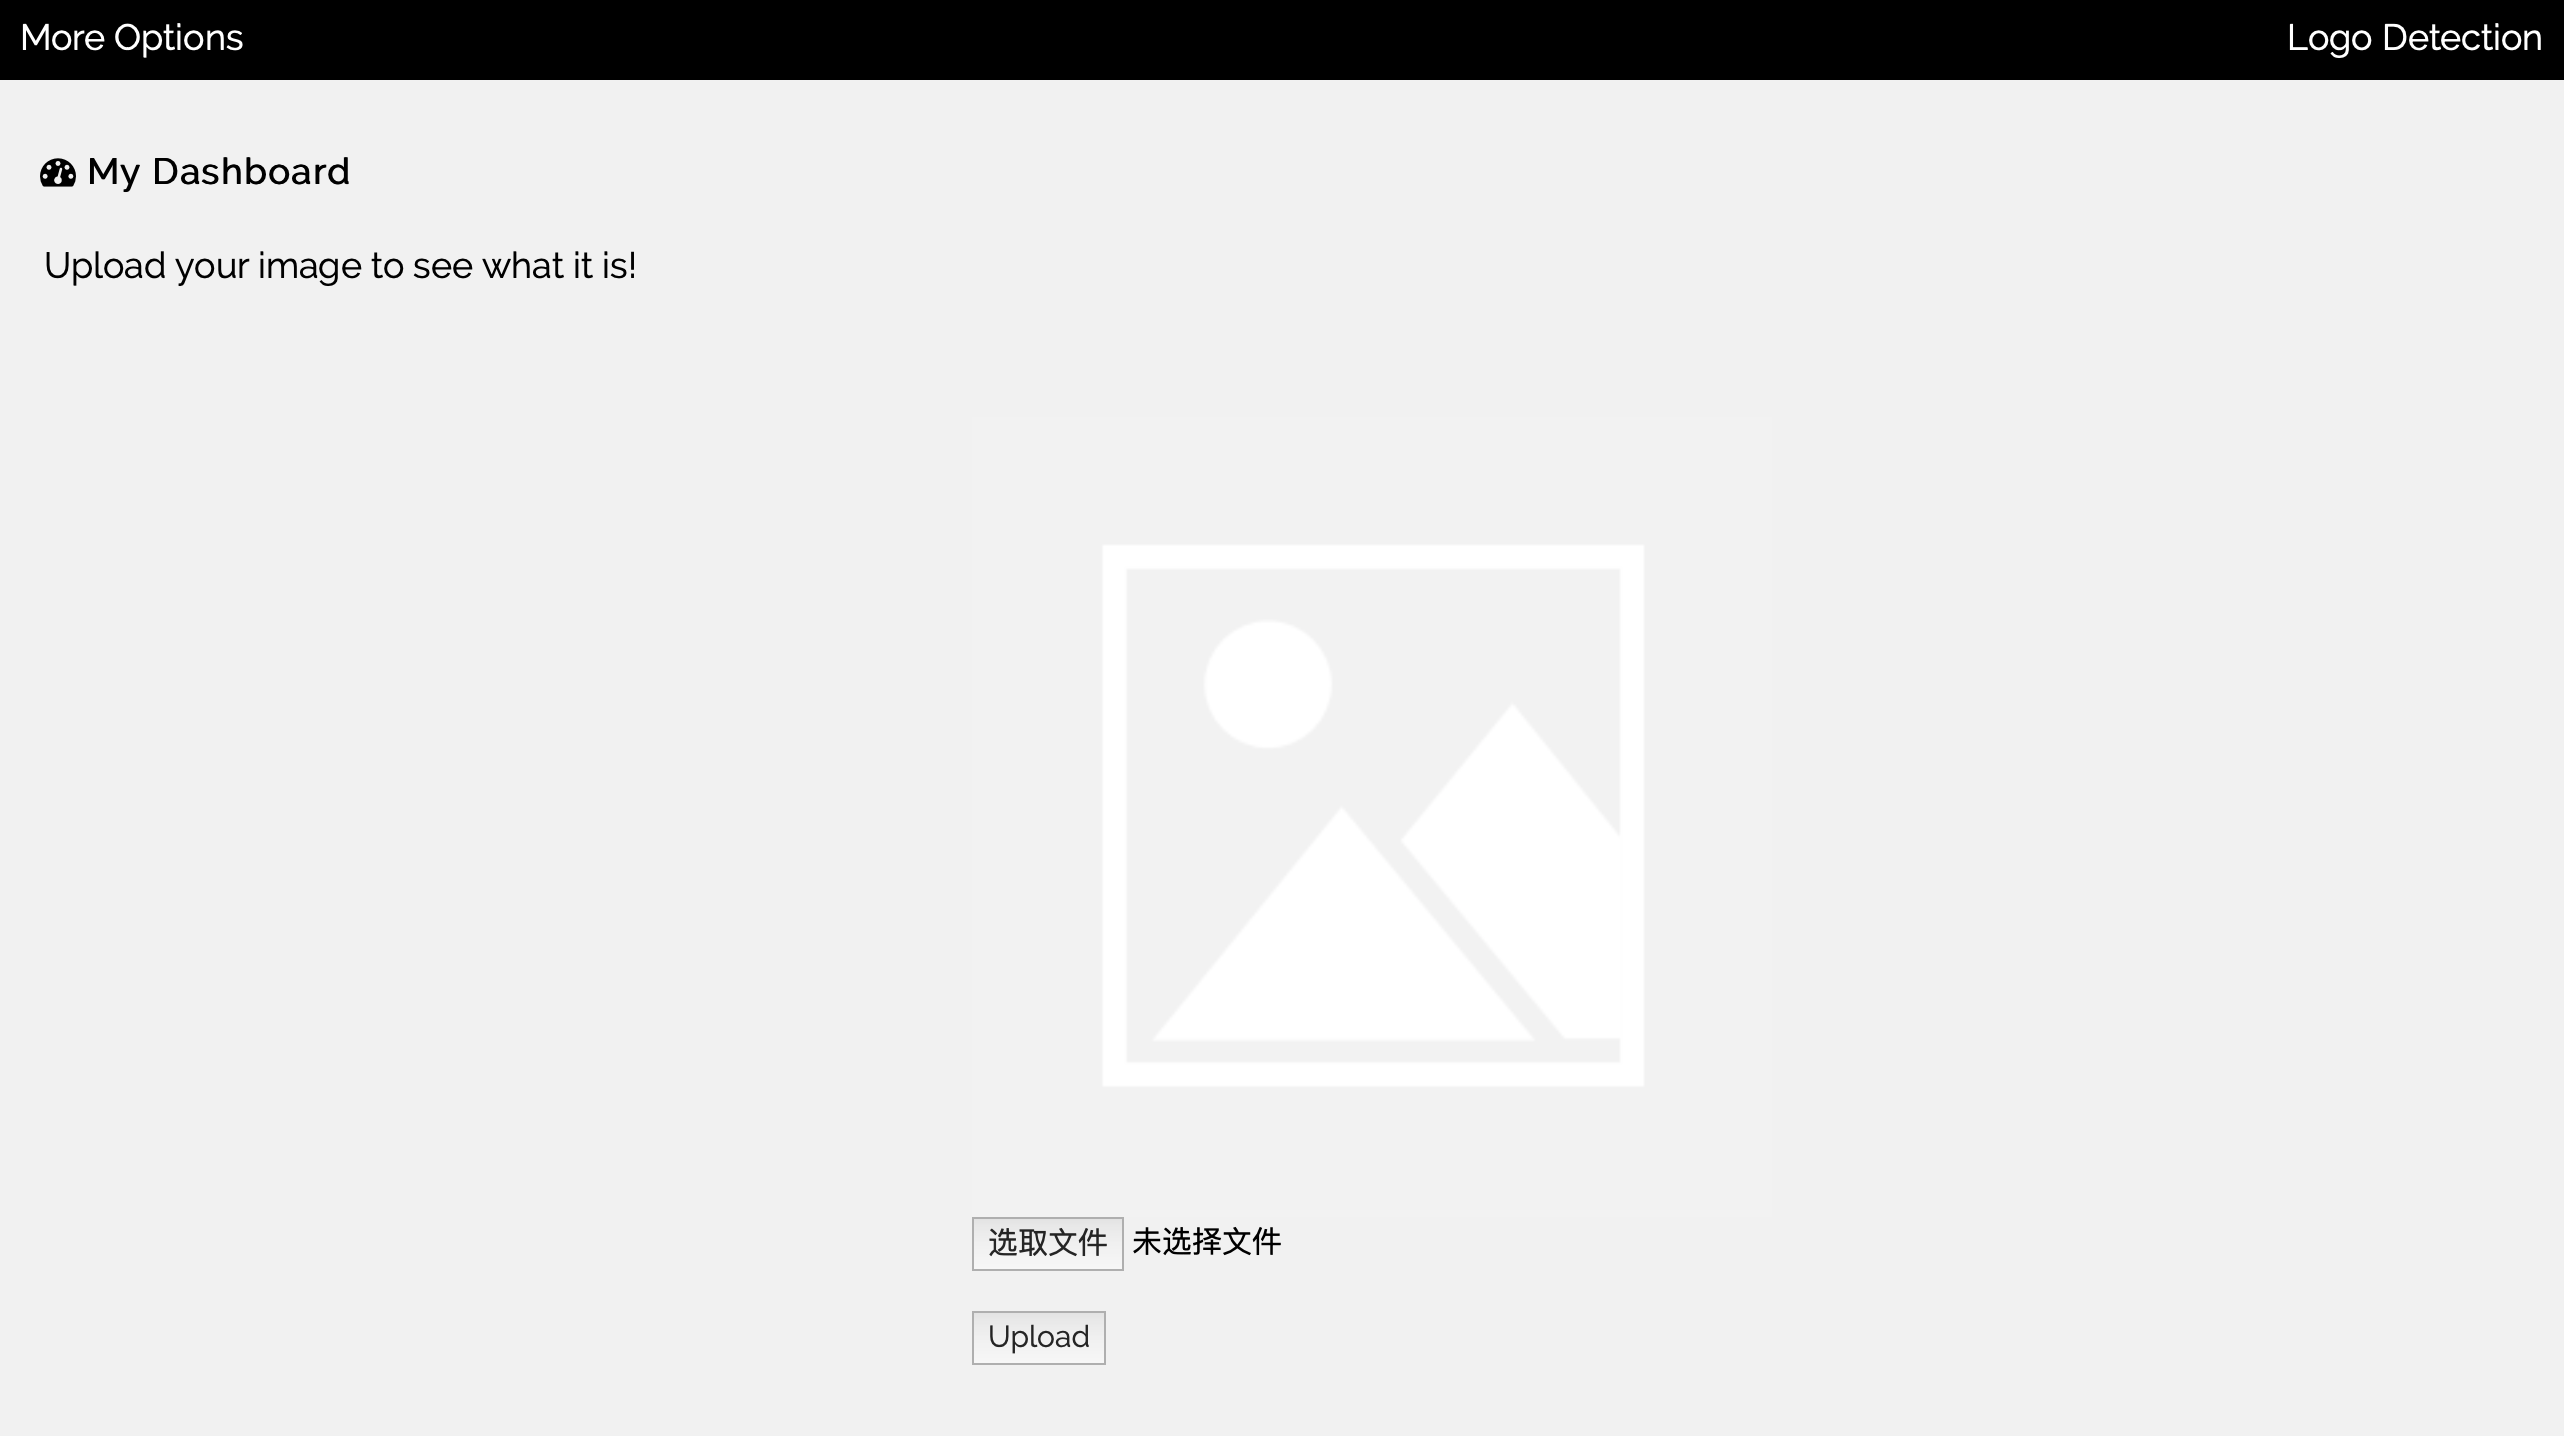 More Options
Logo Detection
My Dashboard
Upload your image to see what it is!
选取文件 未选择文件
Upload